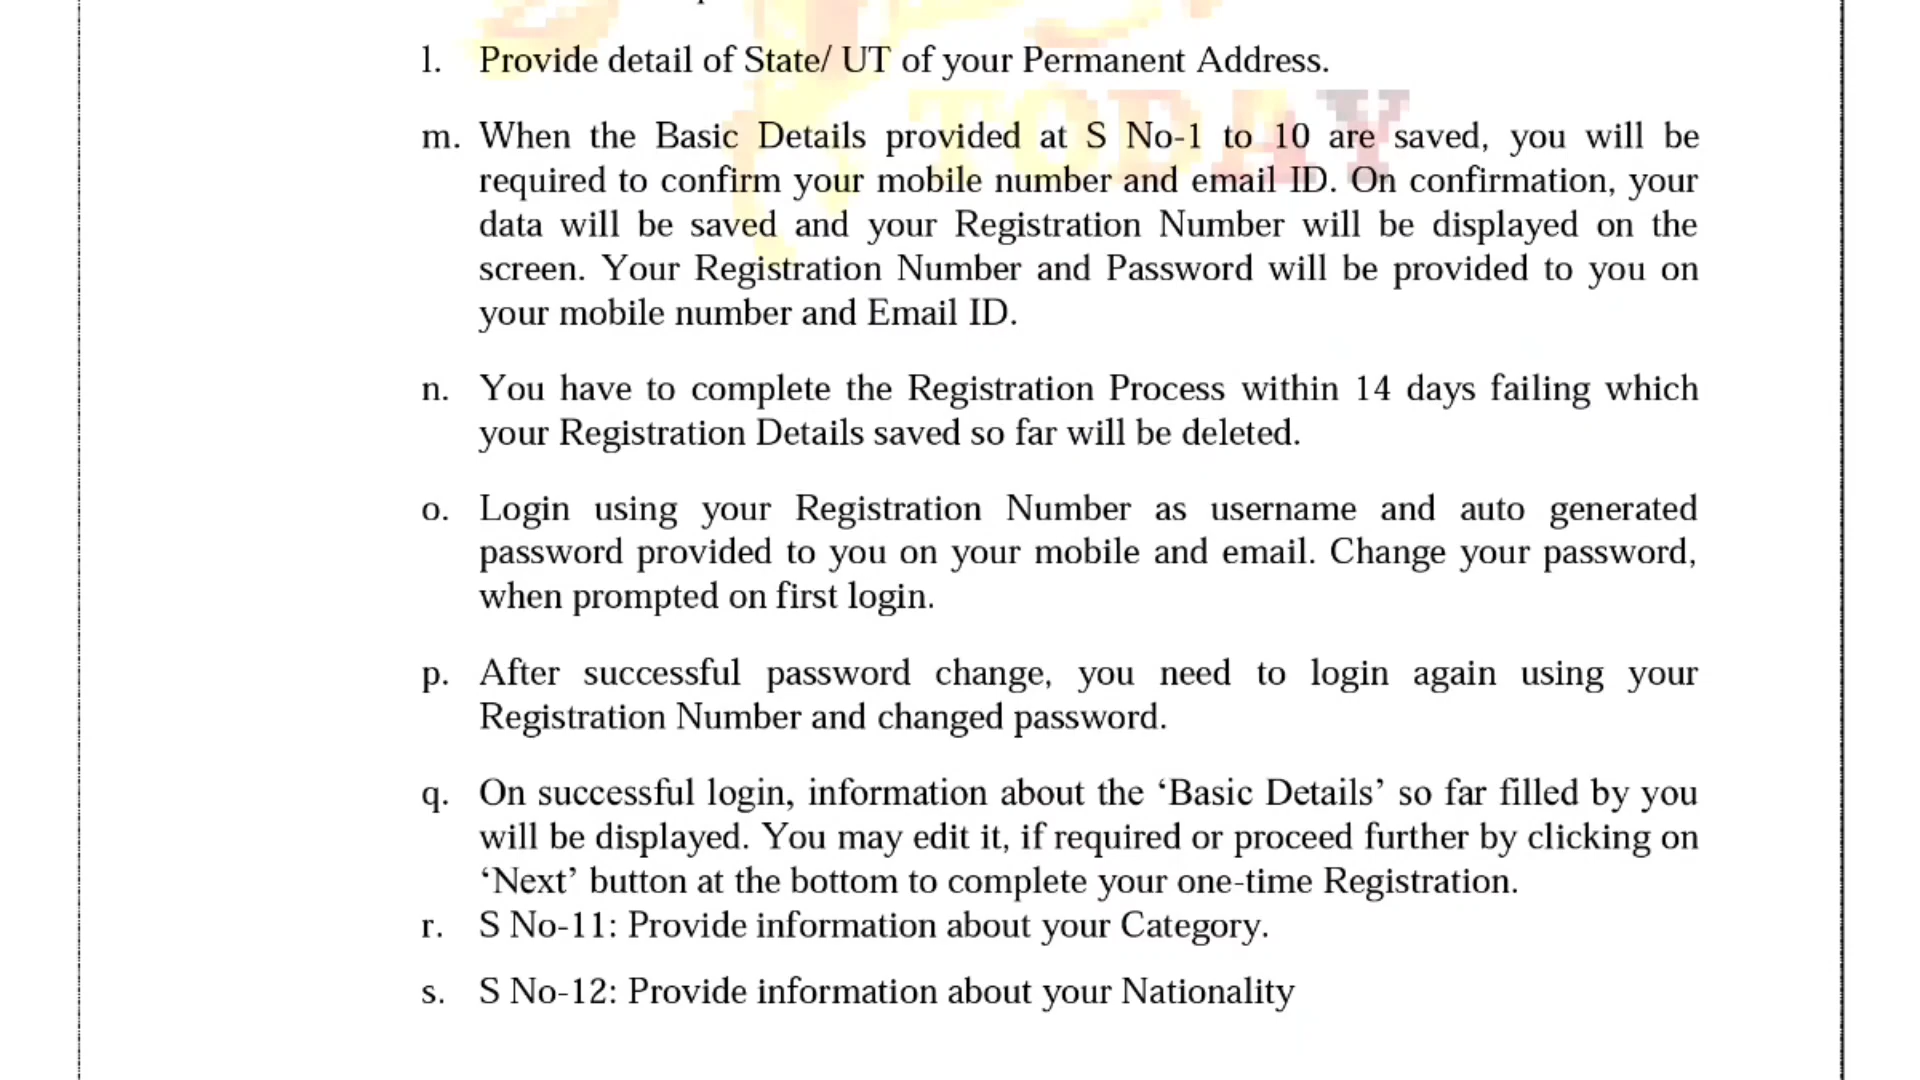 l. Provide detail of State/ UT of your Permanent Address.
TODAY
m. When the Basic Details provided at S No-1 to 10 are saved, you will be
required to confirm your mobile number and email ID. On confirmation, your
data will be saved and your Registration Number will be displayed on the
screen. Your Registration Number and Password will be provided to you on
your mobile number and Email ID.
n. You have to complete the Registration Process within 14 days failing which
your Registration Details saved so far will be deleted.
o. Login using your Registration Number as username and auto generated
password provided to you on your mobile and email. Change your password,
when prompted on first login.
p. After successful password change, you need to login again using your
Registration Number and changed password.
q. On successful login, information about the ‘Basic Details’ so far filled by you
will be displayed. You may edit it, if required or proceed further by clicking on
‘Next’ button at the bottom to complete your one-time Registration.
r. S No-11: Provide information about your Category.
s. S No-12: Provide information about your Nationality